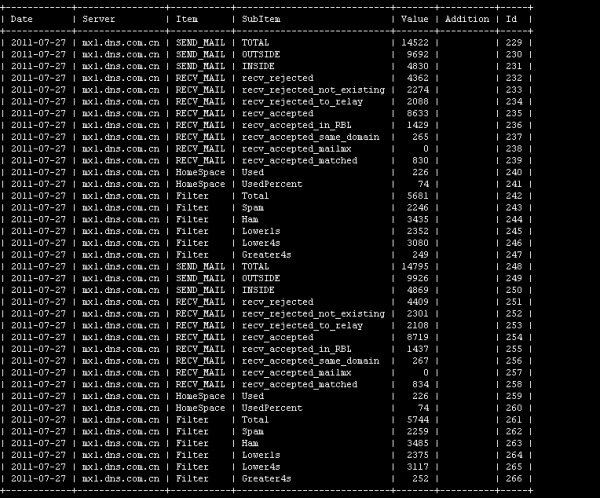 | Date | Server | Item | SubItem | Value | Addition | Id |
| 2011-07-27 | mx1.dns.com.cn | SEND_MAIL | TOTAL | 14522 | | 229 |
| 2011-07-27 | mx1.dns.com.cn | SEND_MAIL | OUTSIDE | 9692 | | 230 |
| 2011-07-27 | mx1.dns.com.cn | SEND_MAIL | INSIDE | 4830 | | 231 |
| 2011-07-27 | mx1.dns.com.cn | RECV_MAIL | recv_rejected | 4362 | | 232 |
| 2011-07-27 | mx1.dns.com.cn | RECV_MAIL | recv_rejected_not_existing | 2274 | | 233 |
| 2011-07-27 | mx1.dns.com.cn | RECV_MAIL | recv_rejected_to_relay | 2088 | | 234 |
| 2011-07-27 | mx1.dns.com.cn | RECV_MAIL | recv_accepted | 8633 | | 235 |
| 2011-07-27 | mx1.dns.com.cn | RECV_MAIL | recv_accepted_in_RBL | 1429 | | 236 |
| 2011-07-27 | mx1.dns.com.cn | RECV_MAIL | recv_accepted_same_domain | 265 | | 237 |
| 2011-07-27 | mx1.dns.com.cn | RECV_MAIL | recv_accepted_mailmx | 0 | | 238 |
| 2011-07-27 | mx1.dns.com.cn | RECV_MAIL | recv_accepted_matched | 830 | | 239 |
| 2011-07-27 | mx1.dns.com.cn | HomeSpace | Used | 226 | | 240 |
| 2011-07-27 | mx1.dns.com.cn | HomeSpace | UsedPercent | 74 | | 241 |
| 2011-07-27 | mx1.dns.com.cn | Filter | Total | 5681 | | 242 |
| 2011-07-27 | mx1.dns.com.cn | Filter | Spam | 2246 | | 243 |
| 2011-07-27 | mx1.dns.com.cn | Filter | Ham | 3435 | | 244 |
| 2011-07-27 | mx1.dns.com.cn | Filter | Lower1s | 2352 | | 245 |
| 2011-07-27 | mx1.dns.com.cn | Filter | Lower4s | 3080 | | 246 |
| 2011-07-27 | mx1.dns.com.cn | Filter | Greater4s | 249 | | 247 |
| 2011-07-27 | mx1.dns.com.cn | SEND_MAIL | TOTAL | 14795 | | 248 |
| 2011-07-27 | mx1.dns.com.cn | SEND_MAIL | OUTSIDE | 9926 | | 249 |
| 2011-07-27 | mx1.dns.com.cn | SEND_MAIL | INSIDE | 4869 | | 250 |
| 2011-07-27 | mx1.dns.com.cn | RECV_MAIL | recv_rejected | 4409 | | 251 |
| 2011-07-27 | mx1.dns.com.cn | RECV_MAIL | recv_rejected_not_existing | 2301 | | 252 |
| 2011-07-27 | mx1.dns.com.cn | RECV_MAIL | recv_rejected_to_relay | 2108 | | 253 |
| 2011-07-27 | mx1.dns.com.cn | RECV_MAIL | recv_accepted | 8719 | | 254 |
| 2011-07-27 | mx1.dns.com.cn | RECV_MAIL | recv_accepted_in_RBL | 1437 | | 255 |
| 2011-07-27 | mx1.dns.com.cn | RECV_MAIL | recv_accepted_same_domain | 267 | | 256 |
| 2011-07-27 | mx1.dns.com.cn | RECV_MAIL | recv_accepted_mailmx | 0 | | 257 |
| 2011-07-27 | mx1.dns.com.cn | RECV_MAIL | recv_accepted_matched | 834 | | 258 |
| 2011-07-27 | mx1.dns.com.cn | HomeSpace | Used | 226 | | 259 |
| 2011-07-27 | mx1.dns.com.cn | HomeSpace | UsedPercent | 74 | | 260 |
| 2011-07-27 | mx1.dns.com.cn | Filter | Total | 5744 | | 261 |
| 2011-07-27 | mx1.dns.com.cn | Filter | Spam | 2259 | | 262 |
| 2011-07-27 | mx1.dns.com.cn | Filter | Ham | 3485 | | 263 |
| 2011-07-27 | mx1.dns.com.cn | Filter | Lower1s | 2375 | | 264 |
| 2011-07-27 | mx1.dns.com.cn | Filter | Lower4s | 3117 | | 265 |
| 2011-07-27 | mx1.dns.com.cn | Filter | Greater4s | 252 | | 266 |